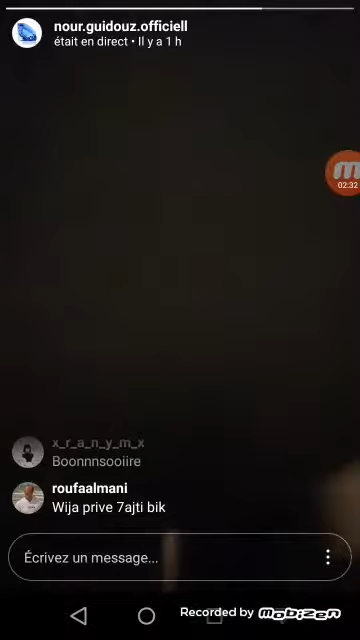 nour.guidouz.officiell
était en direct • Il y a 1 h
02:32
x_r_a_n_y_m_x
Boonnnsooiire
roufaalmani
Wija prive 7ajti bik
Écrivez un message...
Recorded by mobizen